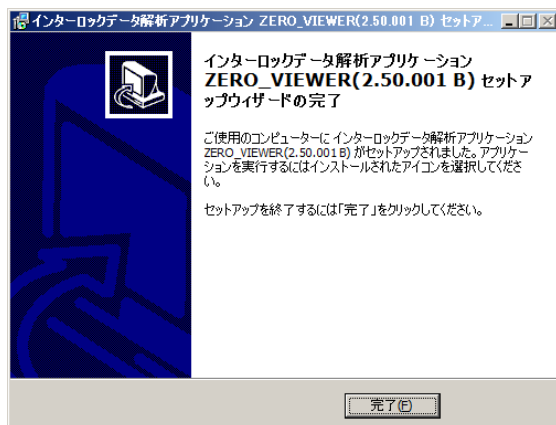 インターロックデータ解析アプリケーション ZERO_VIEWER(2.50.001 B) セットア...
インターロックデータ解析アプリケーション
ZERO_VIEWER(2.50.001 B) セットア
ップウィザードの完了
ご使用のコンピューターに インターロックデータ解析アプリケーション
ZERO_VIEWER(2.50.001 B) がセットアップされました。アプリケー
ションを実行するにはインストールされたアイコンを選択してくださ
い。
セットアップを終了するには「完了」をクリックしてください。
完了(F)